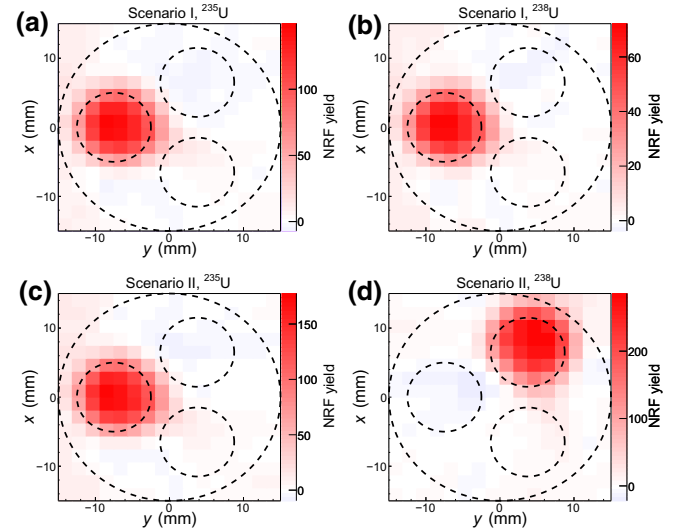 (a) Scenario I, ²³⁵U
10
0
−10
x (mm)
−10 0 10
y (mm)
100
50
0
NRF yield
(b) Scenario I, ²³⁸U
10
0
−10
x (mm)
−10 0 10
y (mm)
60
40
20
0
NRF yield
(c) Scenario II, ²³⁵U
10
0
−10
x (mm)
−10 0 10
y (mm)
150
100
50
0
NRF yield
(d) Scenario II, ²³⁸U
10
0
−10
x (mm)
−10 0 10
y (mm)
200
100
0
NRF yield